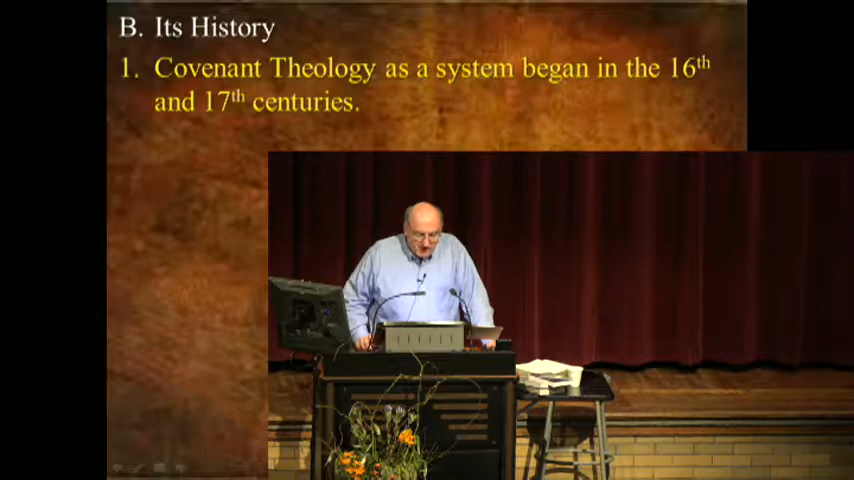 B. Its History
1. Covenant Theology as a system began in the 16th
and 17th centuries.